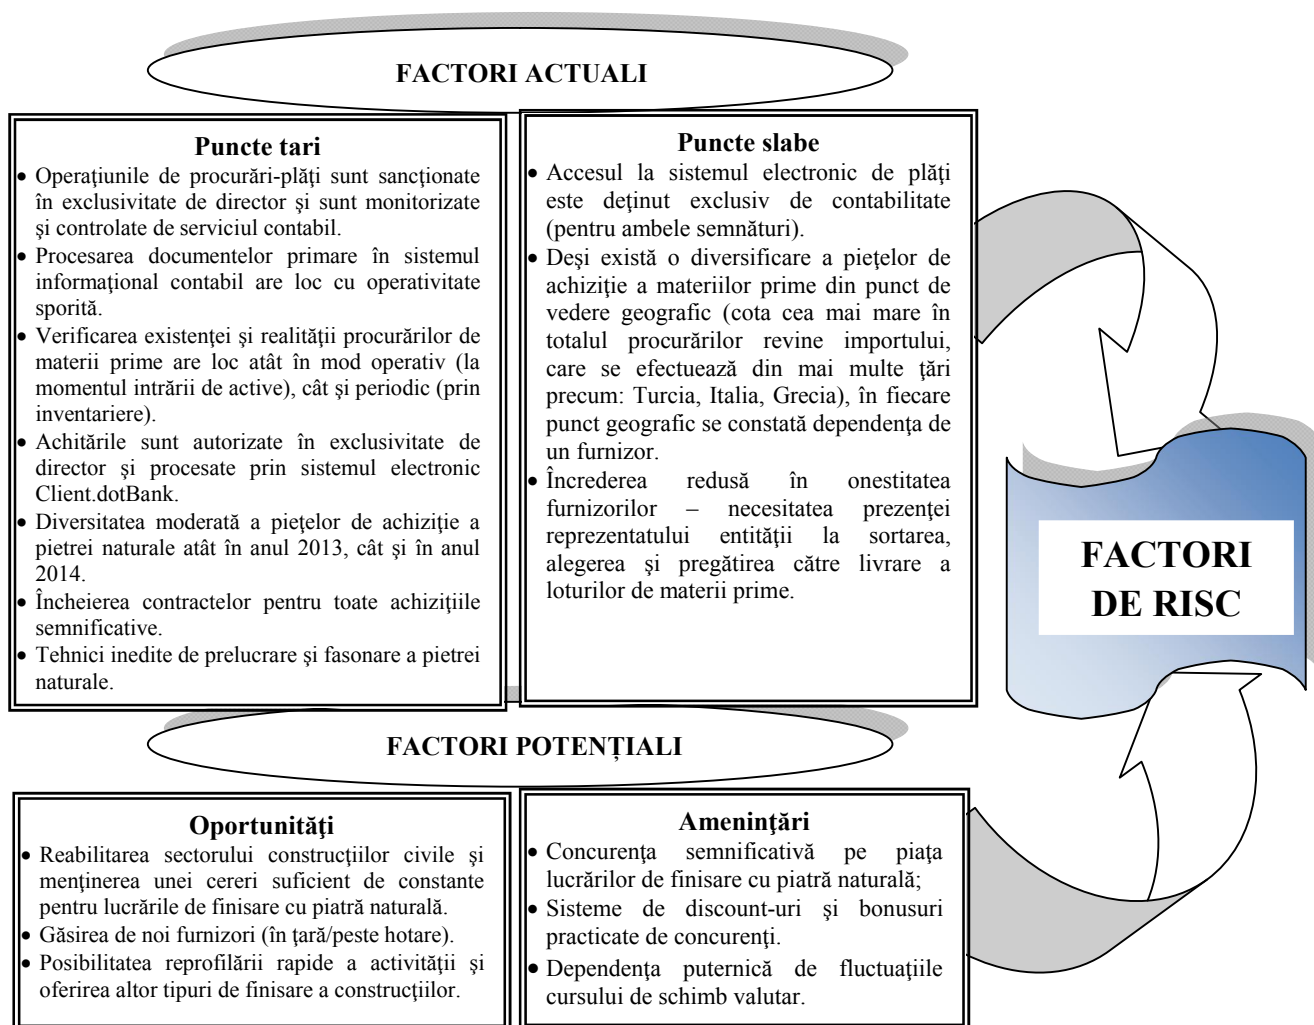 FACTORI ACTUALI
Puncte tari
• Operaţiunile de procurări-plăţi sunt sancţionate
în exclusivitate de director şi sunt monitorizate
şi controlate de serviciul contabil.
• Procesarea documentelor primare în sistemul
informaţional contabil are loc cu operativitate
sporită.
• Verificarea existenţei şi realităţii procurărilor de
materii prime are loc atât în mod operativ (la
momentul intrării de active), cât şi periodic (prin
inventariere).
• Achitările sunt autorizate în exclusivitate de
director şi procesate prin sistemul electronic
Client.dotBank.
• Diversitatea moderată a pieţelor de achiziţie a
pietrei naturale atât în anul 2013, cât şi în anul
2014.
• Încheierea contractelor pentru toate achiziţiile
semnificative.
• Tehnici inedite de prelucrare şi fasonare a pietrei
naturale.
Puncte slabe
• Accesul la sistemul electronic de plăţi
este deţinut exclusiv de contabilitate
(pentru ambele semnături).
• Deşi există o diversificare a pieţelor de
achiziţie a materiilor prime din punct de
vedere geografic (cota cea mai mare în
totalul procurărilor revine importului,
care se efectuează din mai multe ţări
precum: Turcia, Italia, Grecia), în fiecare
punct geografic se constată dependenţa de
un furnizor.
• Încrederea redusă în onestitatea
furnizorilor – necesitatea prezenţei
reprezentatului entităţii la sortarea,
alegerea şi pregătirea către livrare a
loturilor de materii prime.
FACTORI
DE RISC
FACTORI POTENȚIALI
Oportunităţi
• Reabilitarea sectorului construcţiilor civile şi
menţinerea unei cereri suficient de constante
pentru lucrările de finisare cu piatră naturală.
• Găsirea de noi furnizori (în ţară/peste hotare).
• Posibilitatea reprofilării rapide a activităţii şi
oferirea altor tipuri de finisare a construcţiilor.
Ameninţări
• Concurenţa semnificativă pe piaţa
lucrărilor de finisare cu piatră naturală;
• Sisteme de discount-uri şi bonusuri
practicate de concurenţi.
• Dependenţa puternică de fluctuaţiile
cursului de schimb valutar.